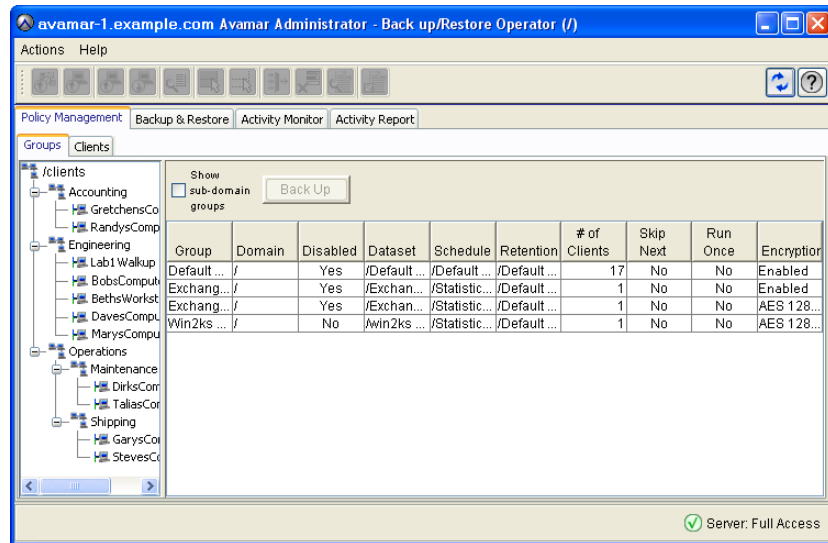 avamar-1.example.com Avamar Administrator - Back up/Restore Operator (/)
Actions Help
Policy Management Backup & Restore Activity Monitor Activity Report
Groups Clients
/clients
Accounting
GretchensCo
RandysComp
Engineering
Lab1 Walkup
BobsComput
BethsWorkst
DavesCompu
MarysCompu
Operations
Maintenance
DirksCom
TaliasCor
Shipping
GarysCo
StevesCo
Show
sub-domain
groups
Back Up
Group Domain Disabled Dataset Schedule Retention # of Clients Skip Next Run Once Encryption
Default ... / Yes /Default ... /Default ... /Default ... 17 No No Enabled
Exchang... / Yes /Exchan... /Statistic... /Default ... 1 No No Enabled
Exchang... / Yes /Exchan... /Statistic... /Default ... 1 No No AES 128...
Win2ks ... / No /win2ks ... /Statistic... /Default ... 1 No No AES 128...
Server: Full Access